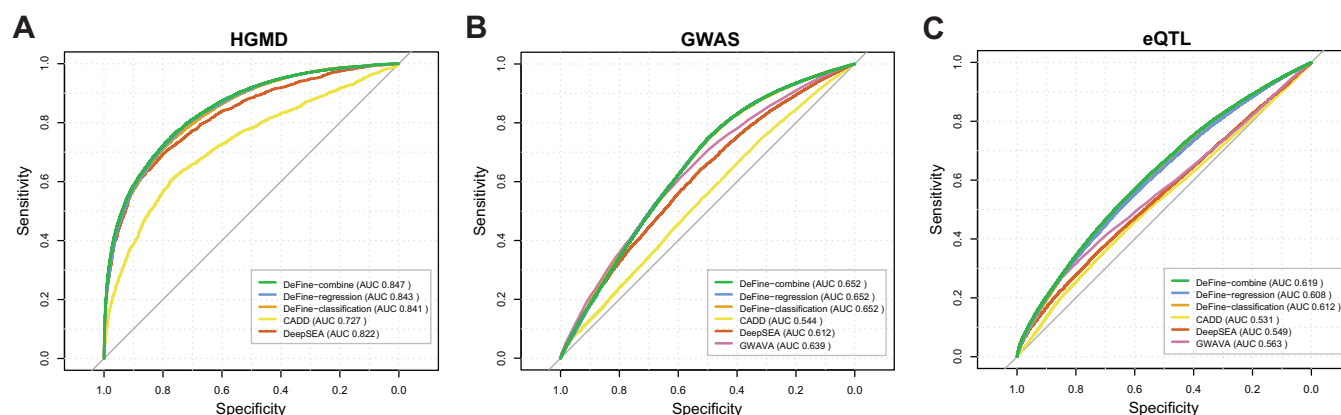 A
HGMD
Sensitivity
1.0
0.8
0.6
0.4
0.2
0.0
DeFine-combine (AUC 0.847 )
DeFine-regression (AUC 0.843 )
DeFine-classification (AUC 0.841 )
CADD (AUC 0.727 )
DeepSEA (AUC 0.822 )
1.0 0.8 0.6 0.4 0.2 0.0
Specificity
B
GWAS
Sensitivity
1.0
0.8
0.6
0.4
0.2
0.0
DeFine-combine (AUC 0.652 )
DeFine-regression (AUC 0.652 )
DeFine-classification (AUC 0.652 )
CADD (AUC 0.544 )
DeepSEA (AUC 0.612 )
GWAVA (AUC 0.639 )
1.0 0.8 0.6 0.4 0.2 0.0
Specificity
C
eQTL
Sensitivity
1.0
0.8
0.6
0.4
0.2
0.0
DeFine-combine (AUC 0.619 )
DeFine-regression (AUC 0.608 )
DeFine-classification (AUC 0.612 )
CADD (AUC 0.531 )
DeepSEA (AUC 0.549)
GWAVA (AUC 0.563 )
1.0 0.8 0.6 0.4 0.2 0.0
Specificity